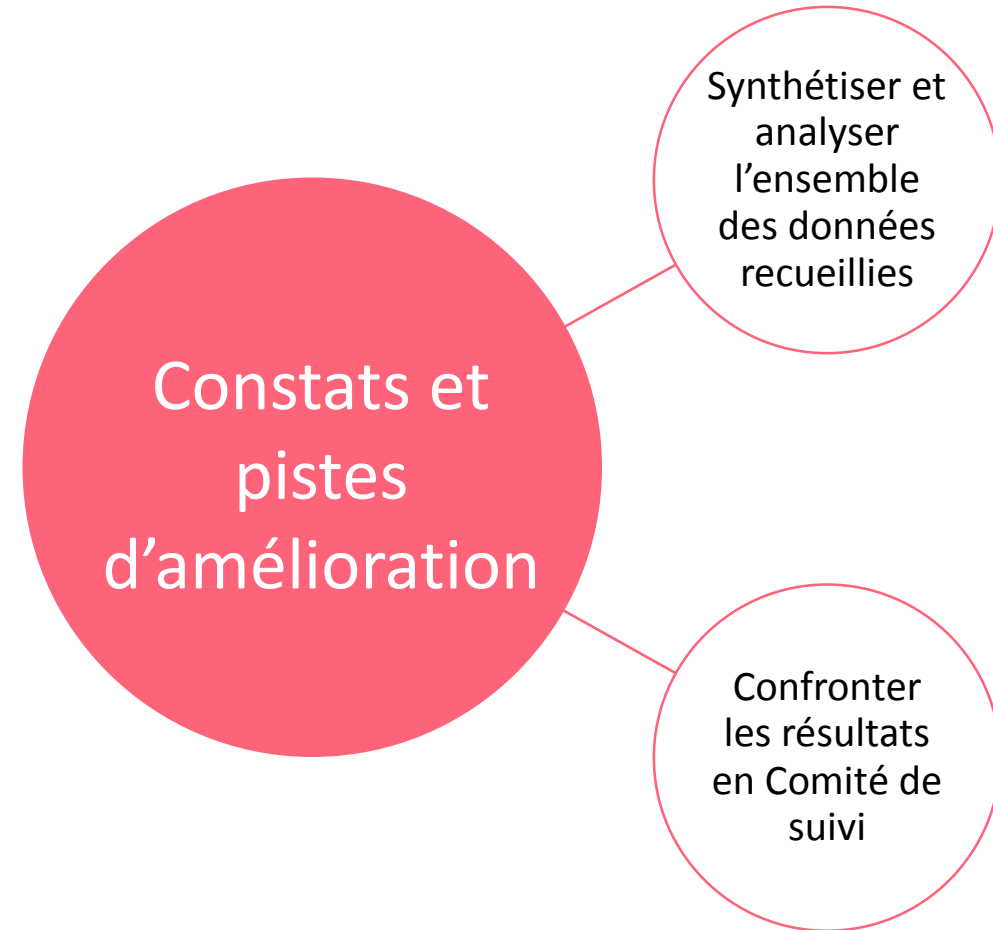 Constats et
pistes
d’amélioration
Synthétiser et
analyser
l’ensemble
des données
recueillies
Confronter
les résultats
en Comité de
suivi